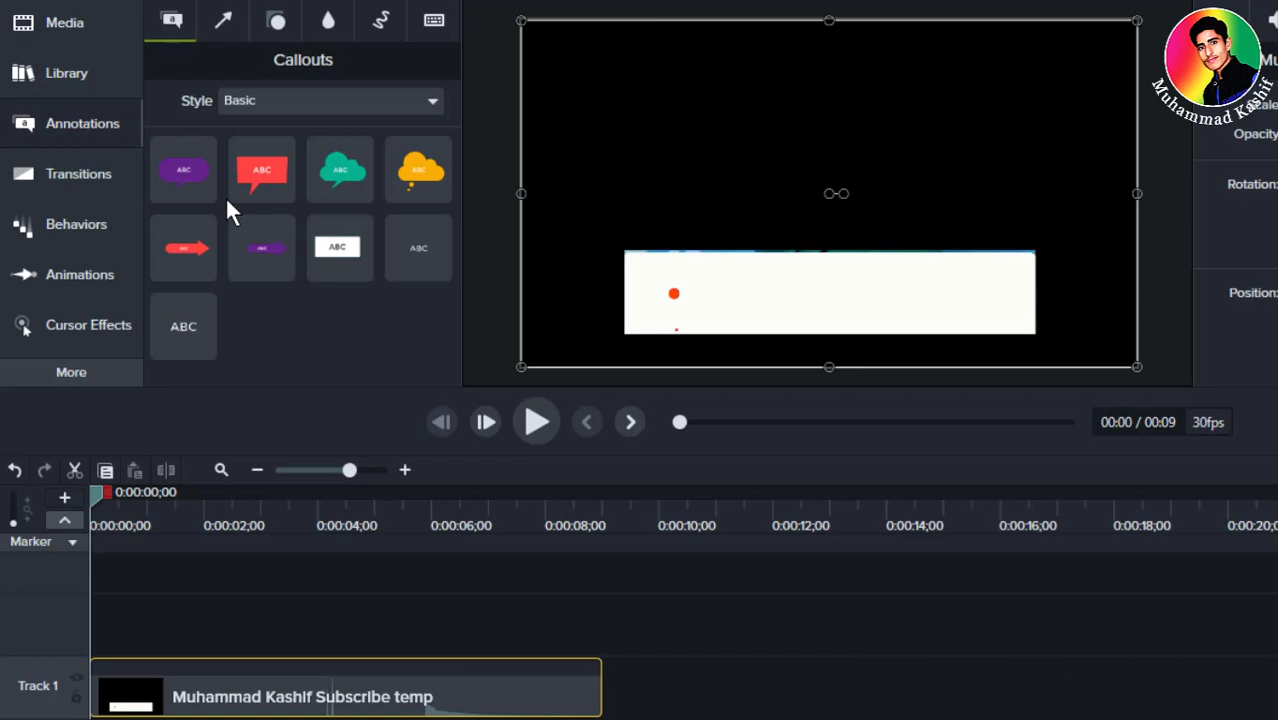 Media
Library
Annotations
Transitions
Behaviors
Animations
Cursor Effects
More
Callouts
Style Basic
ABC ABC ABC ABC
ABC ABC ABC ABC
ABC
Muhammad Kashif
Opacity
Rotation:
Position:
00:00 / 00:09 30fps
0:00:00;00
0:00:00;00 0:00:02;00 0:00:04;00 0:00:06;00 0:00:08;00 0:00:10;00 0:00:12;00 0:00:14;00 0:00:16;00 0:00:18;00
Marker
Track 1
Muhammad Kashif Subscribe temp